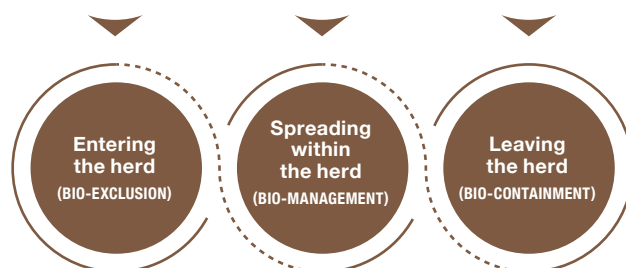 Entering
the herd
(BIO-EXCLUSION)
Spreading
within
the herd
(BIO-MANAGEMENT)
Leaving
the herd
(BIO-CONTAINMENT)